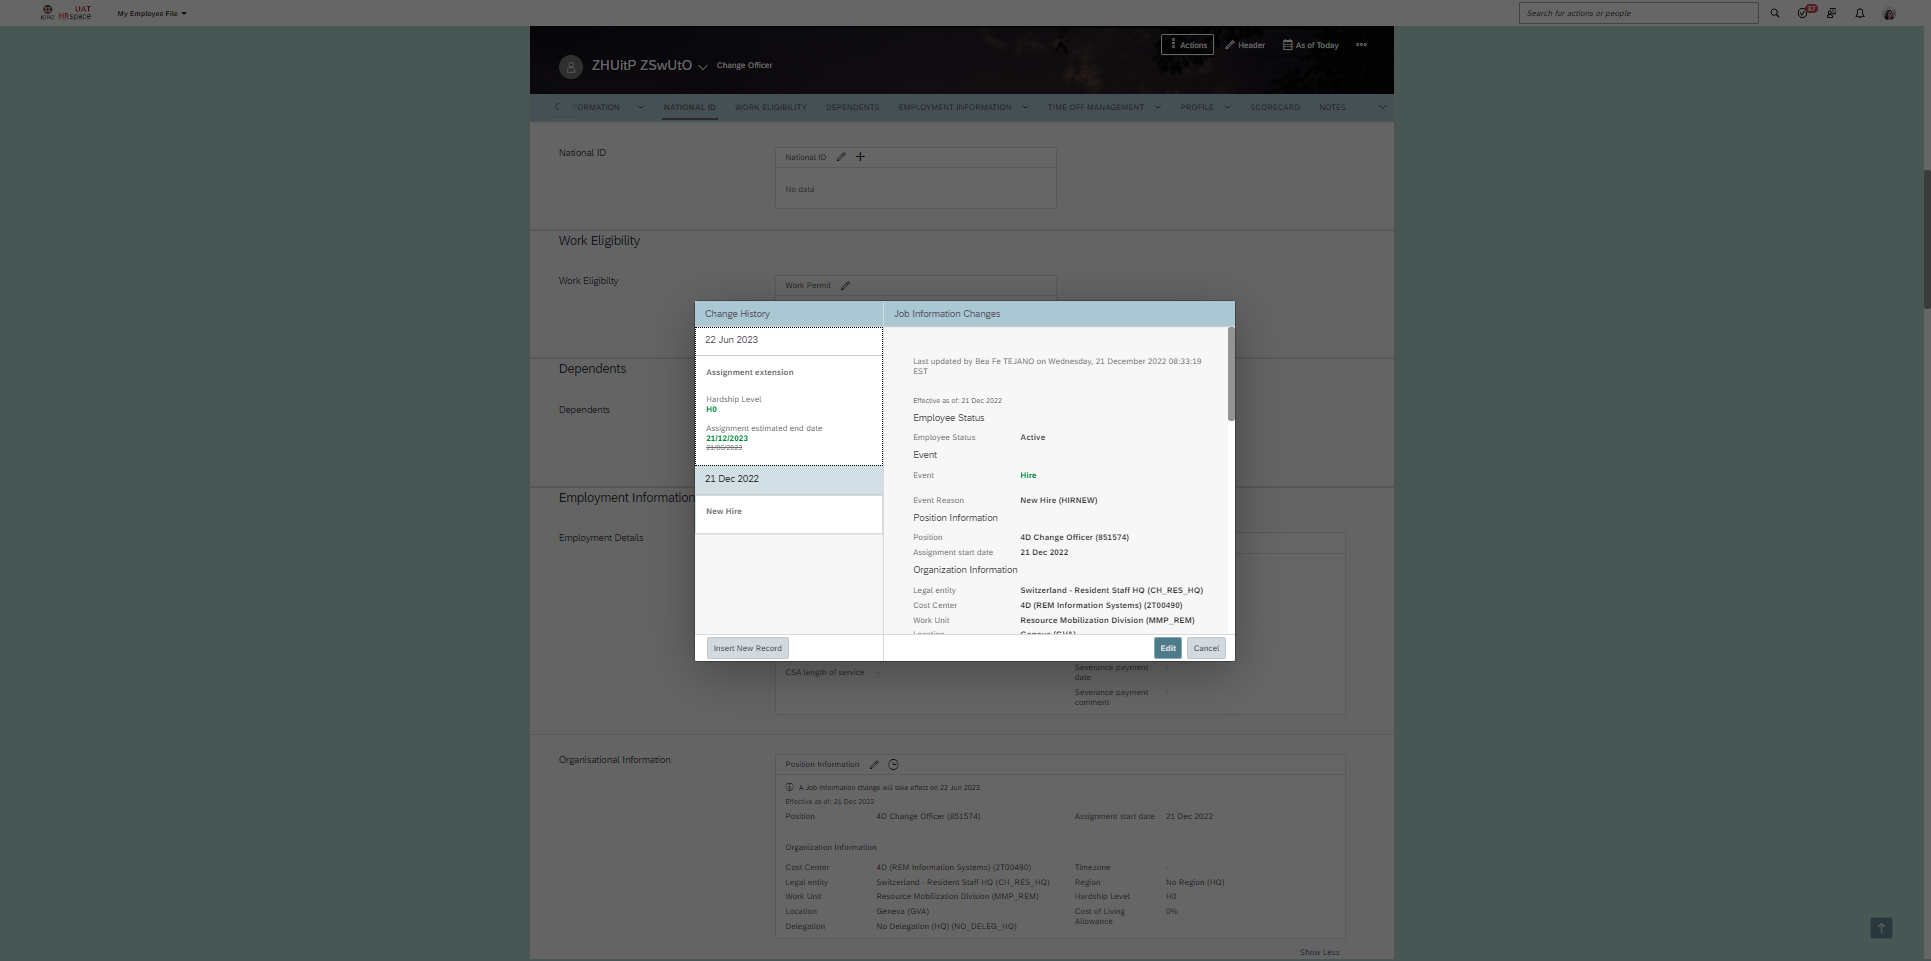 UAT
HRspace
My Employee File
Search for actions or people
37
ZHUitP ZSwUtO
Change Officer
Actions
Header
As of Today
FORMATION
NATIONAL ID
WORK ELIGIBILITY
DEPENDENTS
EMPLOYMENT INFORMATION
TIME OFF MANAGEMENT
PROFILE
SCORECARD
NOTES
National ID
National ID
No data
Work Eligibility
Work Eligibilty
Work Permit
Dependents
Dependents
Employment Information
Employment Details
Change History
22 Jun 2023
Assignment extension
Hardship Level
H0
Assignment estimated end date
21/12/2023
21/06/2023
21 Dec 2022
New Hire
Insert New Record
Job Information Changes
Last updated by Bea Fe TEJANO on Wednesday, 21 December 2022 08:33:19
EST
Effective as of: 21 Dec 2022
Employee Status
Employee Status Active
Event
Event Hire
Event Reason New Hire (HIRNEW)
Position Information
Position 4D Change Officer (851574)
Assignment start date 21 Dec 2022
Organization Information
Legal entity Switzerland - Resident Staff HQ (CH_RES_HQ)
Cost Center 4D (REM Information Systems) (2T00490)
Work Unit Resource Mobilization Division (MMP_REM)
Location Geneva (GVA)
Edit
Cancel
CSA length of service -
Severance payment
date
-
Severance payment
comment
-
Organisational Information
Position Information
A Job Information change will take effect on 22 Jun 2023
Effective as of: 21 Dec 2022
Position 4D Change Officer (851574)
Assignment start date 21 Dec 2022
Organization Information
Cost Center 4D (REM Information Systems) (2T00490)
Timezone -
Legal entity Switzerland - Resident Staff HQ (CH_RES_HQ)
Region No Region (HQ)
Work Unit Resource Mobilization Division (MMP_REM)
Hardship Level H0
Location Geneva (GVA)
Cost of Living
Allowance
0%
Delegation No Delegation (HQ) (NO_DELEG_HQ)
Show Less